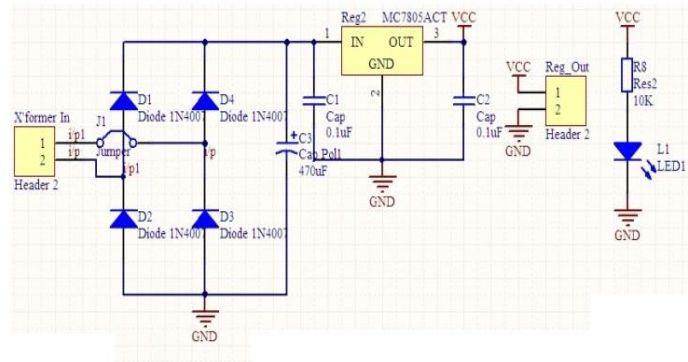 Reg2 MC7805ACT VCC
1 IN OUT 3
GND
2
VCC
D1
Diode 1N4007
D4
Diode 1N4007
C1
Cap
0.1uF
C2
Cap
0.1uF
C3
Cap Pol1
470uF
+
GND
X'former In
1
2
Header 2
i/p1
i/p
J1
Jumper
i/p
i/p1
D2
Diode 1N4007
D3
Diode 1N4007
GND
VCC
Reg_Out
1
2
Header 2
GND
R8
Res2
10K
L1
LED1
GND